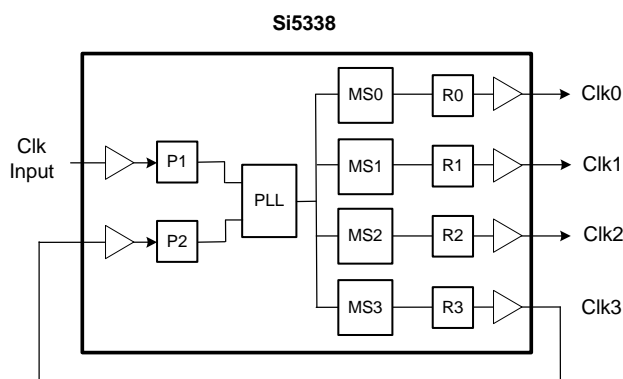 Si5338
Clk
Input
P1
P2
PLL
MS0
R0
Clk0
MS1
R1
Clk1
MS2
R2
Clk2
MS3
R3
Clk3